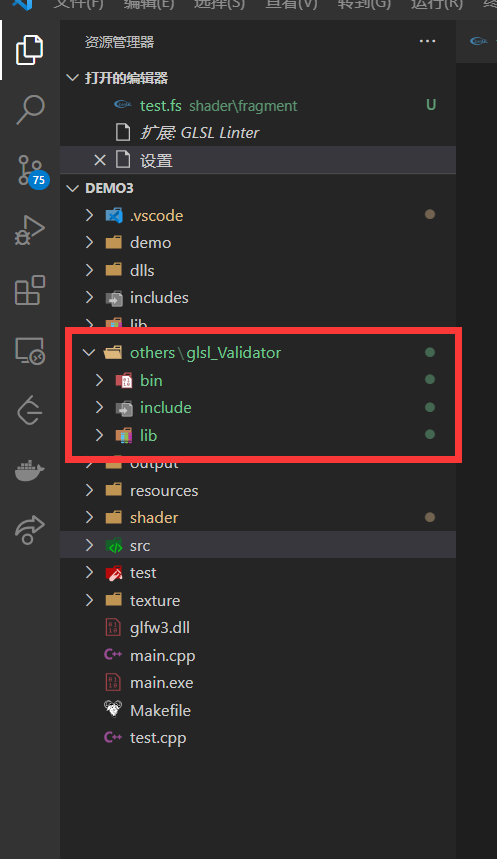 文件(F) 编辑(E) 选择(S) 查看(V) 转到(G) 运行(R)
资源管理器 ···
打开的编辑器
test.fs shader\fragment U
扩展: GLSL Linter
设置
75
DEMO3
.vscode
demo
dlls
includes
lib
others\glsl_Validator
bin
include
lib
output
resources
shader
src
test
texture
glfw3.dll
main.cpp
main.exe
Makefile
test.cpp